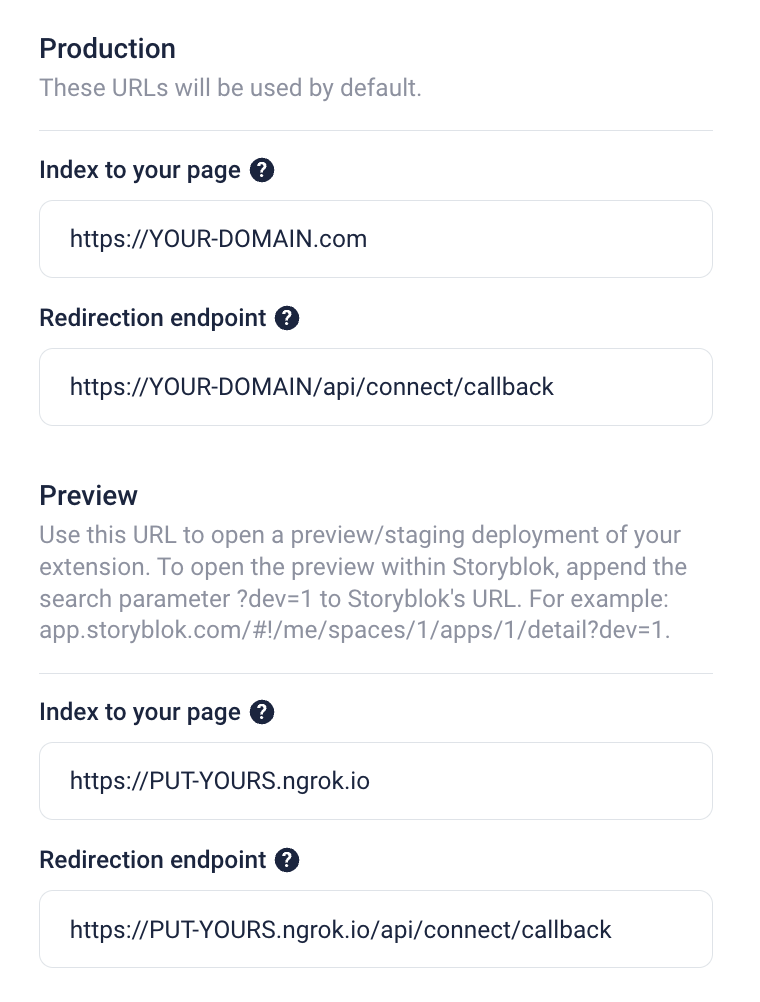 Production
These URLs will be used by default.
Index to your page ?
https://YOUR-DOMAIN.com
Redirection endpoint ?
https://YOUR-DOMAIN/api/connect/callback
Preview
Use this URL to open a preview/staging deployment of your
extension. To open the preview within Storyblok, append the
search parameter ?dev=1 to Storyblok's URL. For example:
app.storyblok.com/#!/me/spaces/1/apps/1/detail?dev=1.
Index to your page ?
https://PUT-YOURS.ngrok.io
Redirection endpoint ?
https://PUT-YOURS.ngrok.io/api/connect/callback